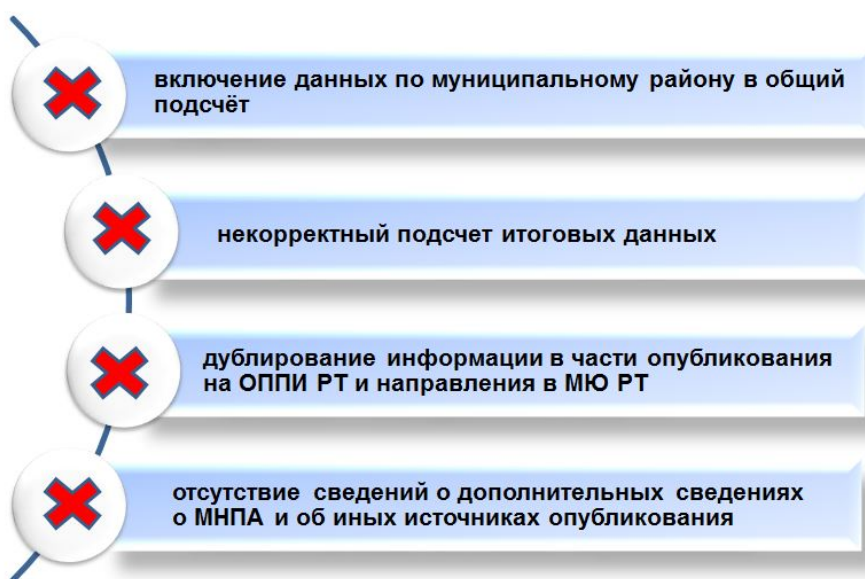 включение данных по муниципальному району в общий
подсчёт
некорректный подсчет итоговых данных
дублирование информации в части опубликования
на ОППИ РТ и направления в МЮ РТ
отсутствие сведений о дополнительных сведениях
о МНПА и об иных источниках опубликования